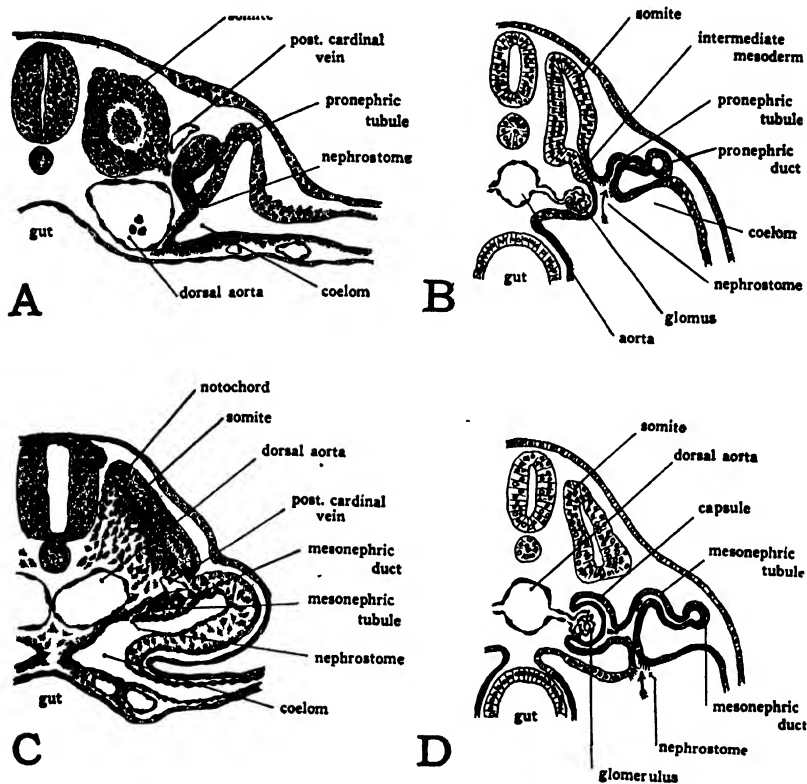 somite
post. cardinal
vein
pronephric
tubule
nephrostome
gut
dorsal aorta
coelom
A
somite
intermediate
mesoderm
pronephric
tubule
pronephric
duct
coelom
nephrostome
gut
glomus
aorta
B
notochord
somite
dorsal aorta
post. cardinal
vein
mesonephric
duct
mesonephric
tubule
nephrostome
gut
coelom
C
somite
dorsal aorta
capsule
mesonephric
tubule
mesonephric
duct
gut
nephrostome
glomerulus
D